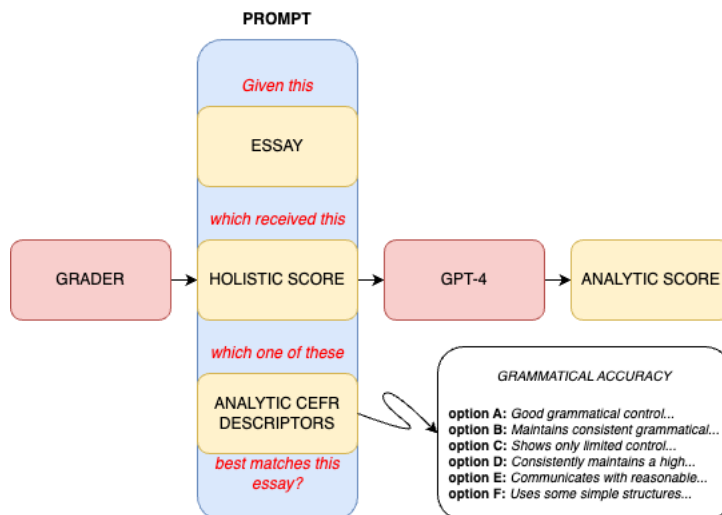 PROMPT
Given this
ESSAY
which received this
GRADER
HOLISTIC SCORE
GPT-4
ANALYTIC SCORE
which one of these
ANALYTIC CEFR
DESCRIPTORS
best matches this
essay?
GRAMMATICAL ACCURACY
option A: Good grammatical control...
option B: Maintains consistent grammatical...
option C: Shows only limited control...
option D: Consistently maintains a high...
option E: Communicates with reasonable...
option F: Uses some simple structures...